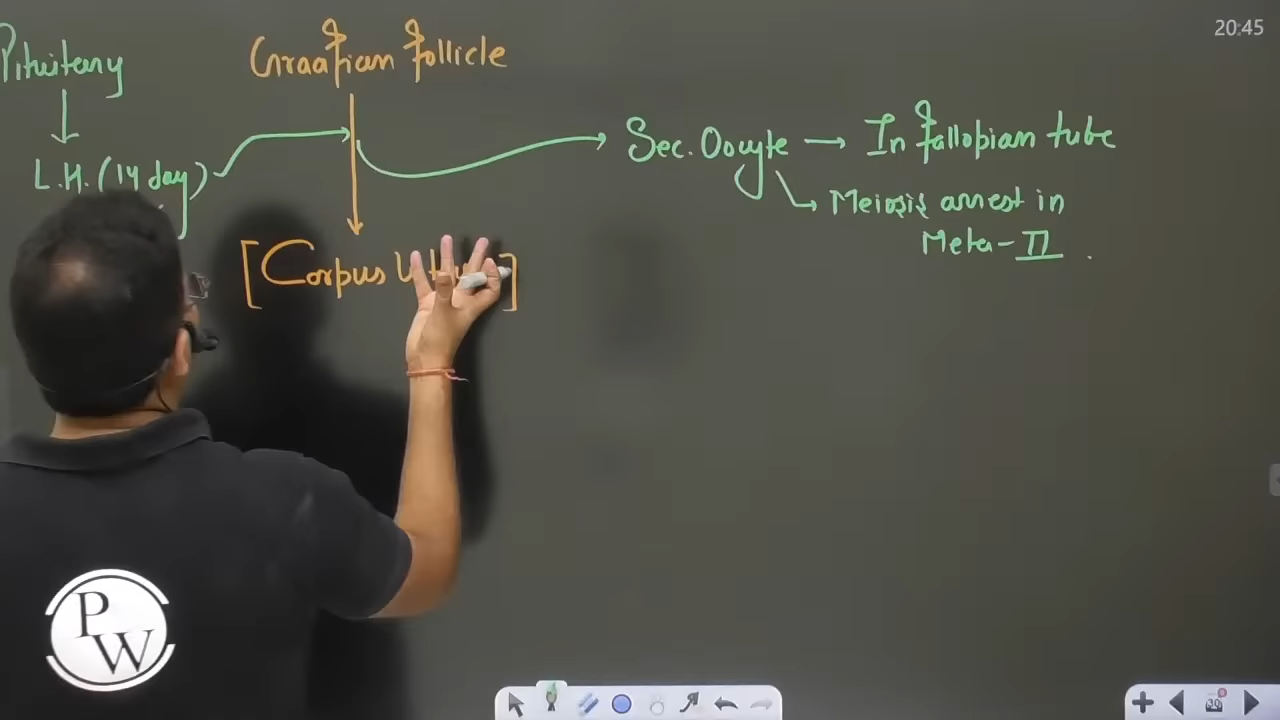 20:45
Pituitary
Graafian follicle
L.H. (14 day)
Sec. Oocyte → In fallopian tube
Meiosis arrest in
Meta-II.
[Corpus
PW